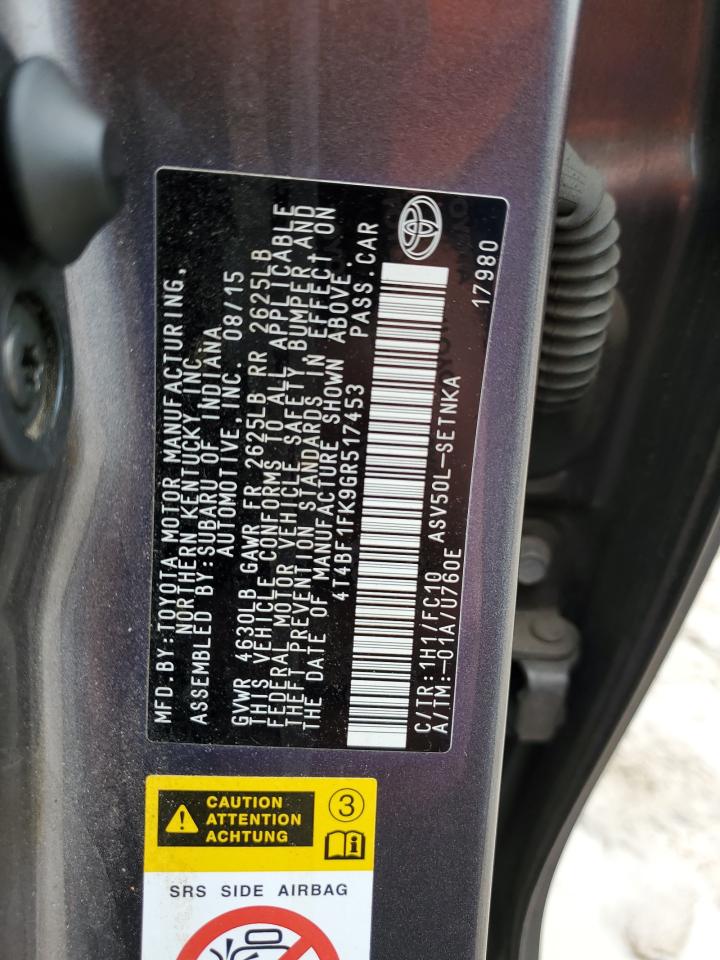 MFD.BY:TOYOTA MOTOR MANUFACTURING,
NORTHERN KENTUCKY, INC.
ASSEMBLED BY:SUBARU OF INDIANA
AUTOMOTIVE, INC. 08/15
GVWR 4630LB GAWR FR 2625LB RR 2625LB
THIS VEHICLE CONFORMS TO ALL APPLICABLE
FEDERAL MOTOR VEHICLE SAFETY, BUMPER,AND
THEFT PREVENTION STANDARDS IN EFFECT ON
THE DATE OF MANUFACTURE SHOWN ABOVE.
4T4BF1FK9GR517453 PASS.CAR
C/TR:1H1/FC10 ASV50L-SETNKA
A/TM:-01A/U760E 17980
CAUTION
ATTENTION
ACHTUNG
3
SRS SIDE AIRBAG